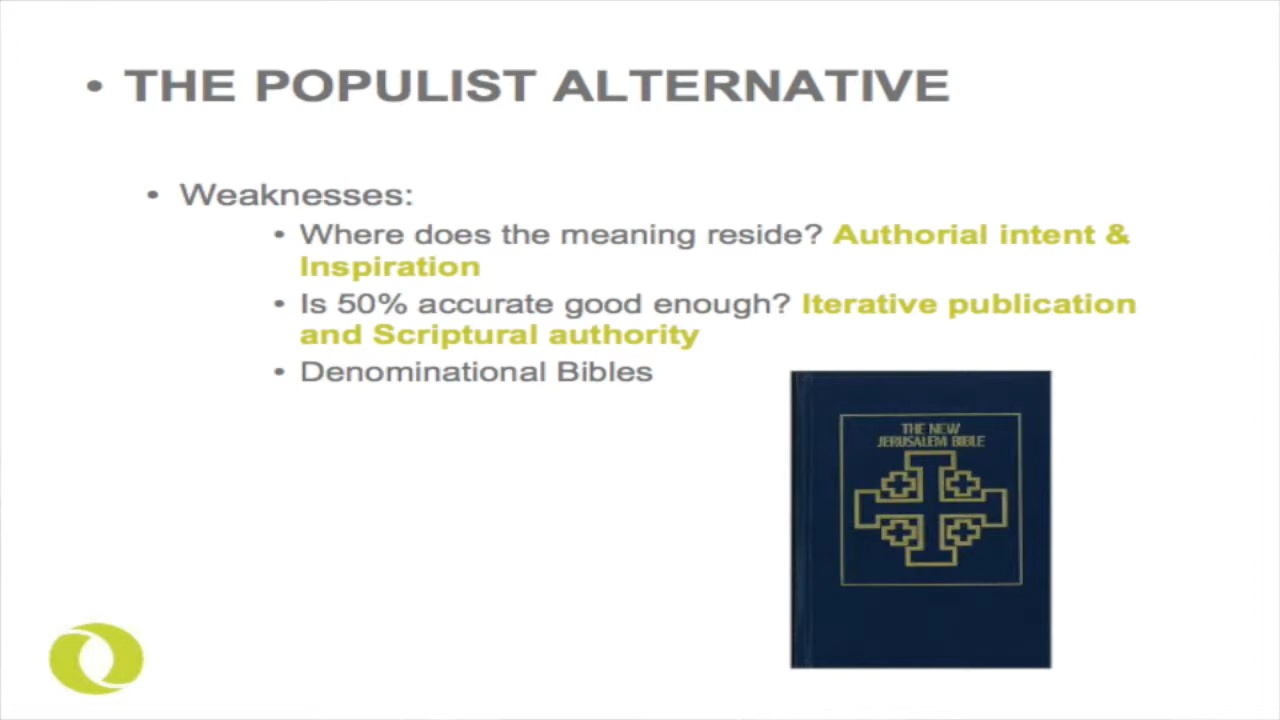 • THE POPULIST ALTERNATIVE
• Weaknesses:
• Where does the meaning reside? Authorial intent &
Inspiration
• Is 50% accurate good enough? Iterative publication
and Scriptural authority
• Denominational Bibles
THE NEW
JERUSALEM BIBLE